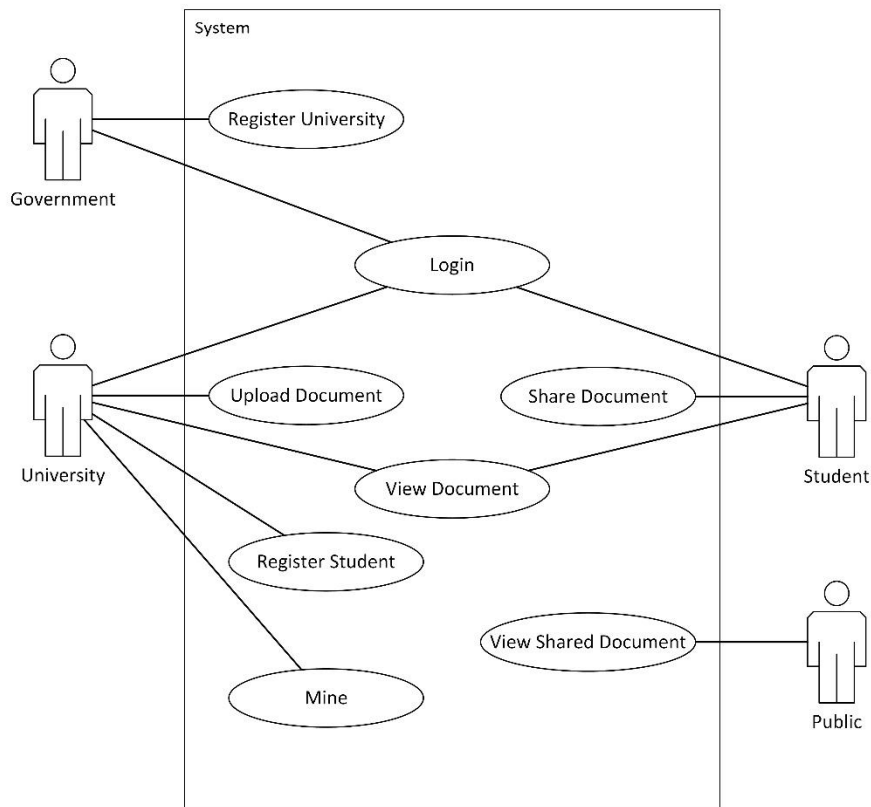 System
Register University
Government
Login
Upload Document
Share Document
University
Student
View Document
Register Student
View Shared Document
Mine
Public